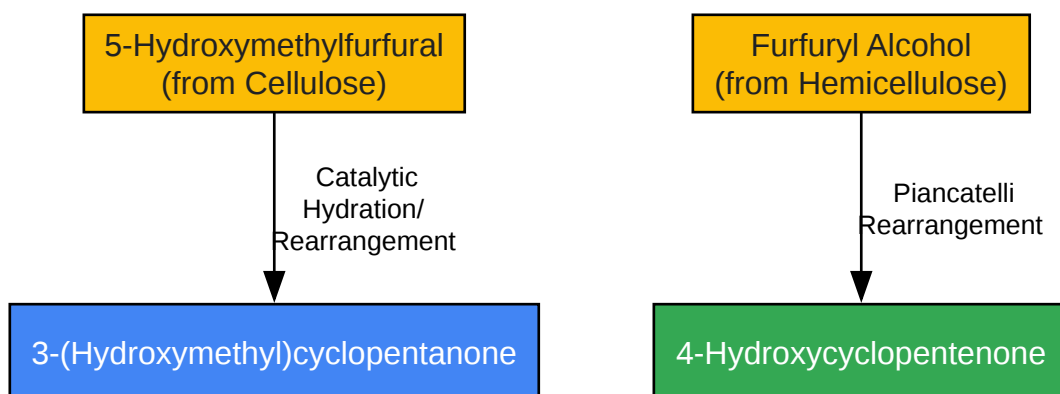 5-Hydroxymethylfurfural
(from Cellulose)
Furfuryl Alcohol
(from Hemicellulose)
Catalytic
Hydration/
Rearrangement
Piancatelli
Rearrangement
3-(Hydroxymethyl)cyclopentanone
4-Hydroxycyclopentenone